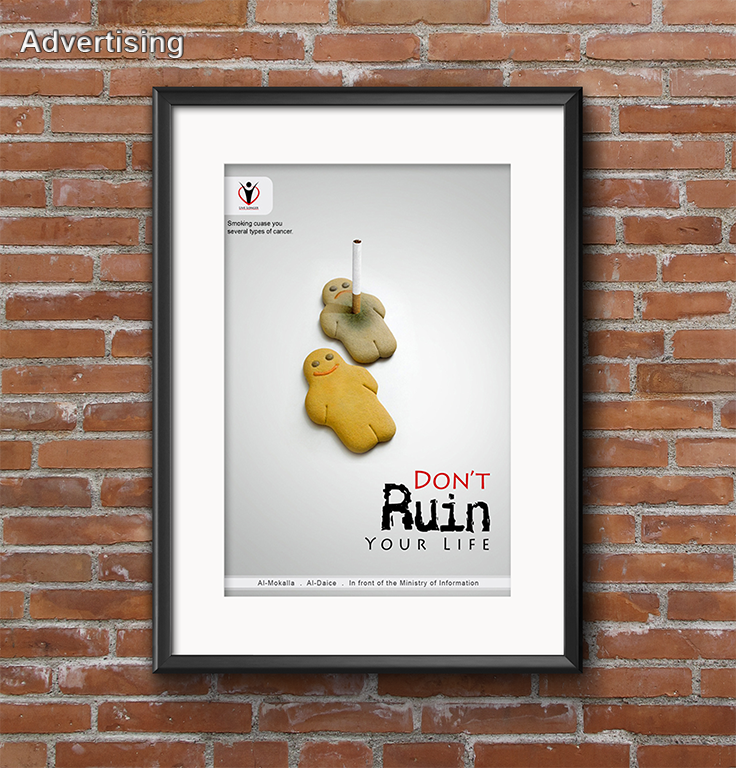 Advertising
Smoking cuase you
several types of cancer.
DON'T
Ruin
YOUR LIFE
Al-Mokalla . Al-Daice . In front of the Ministry of Information